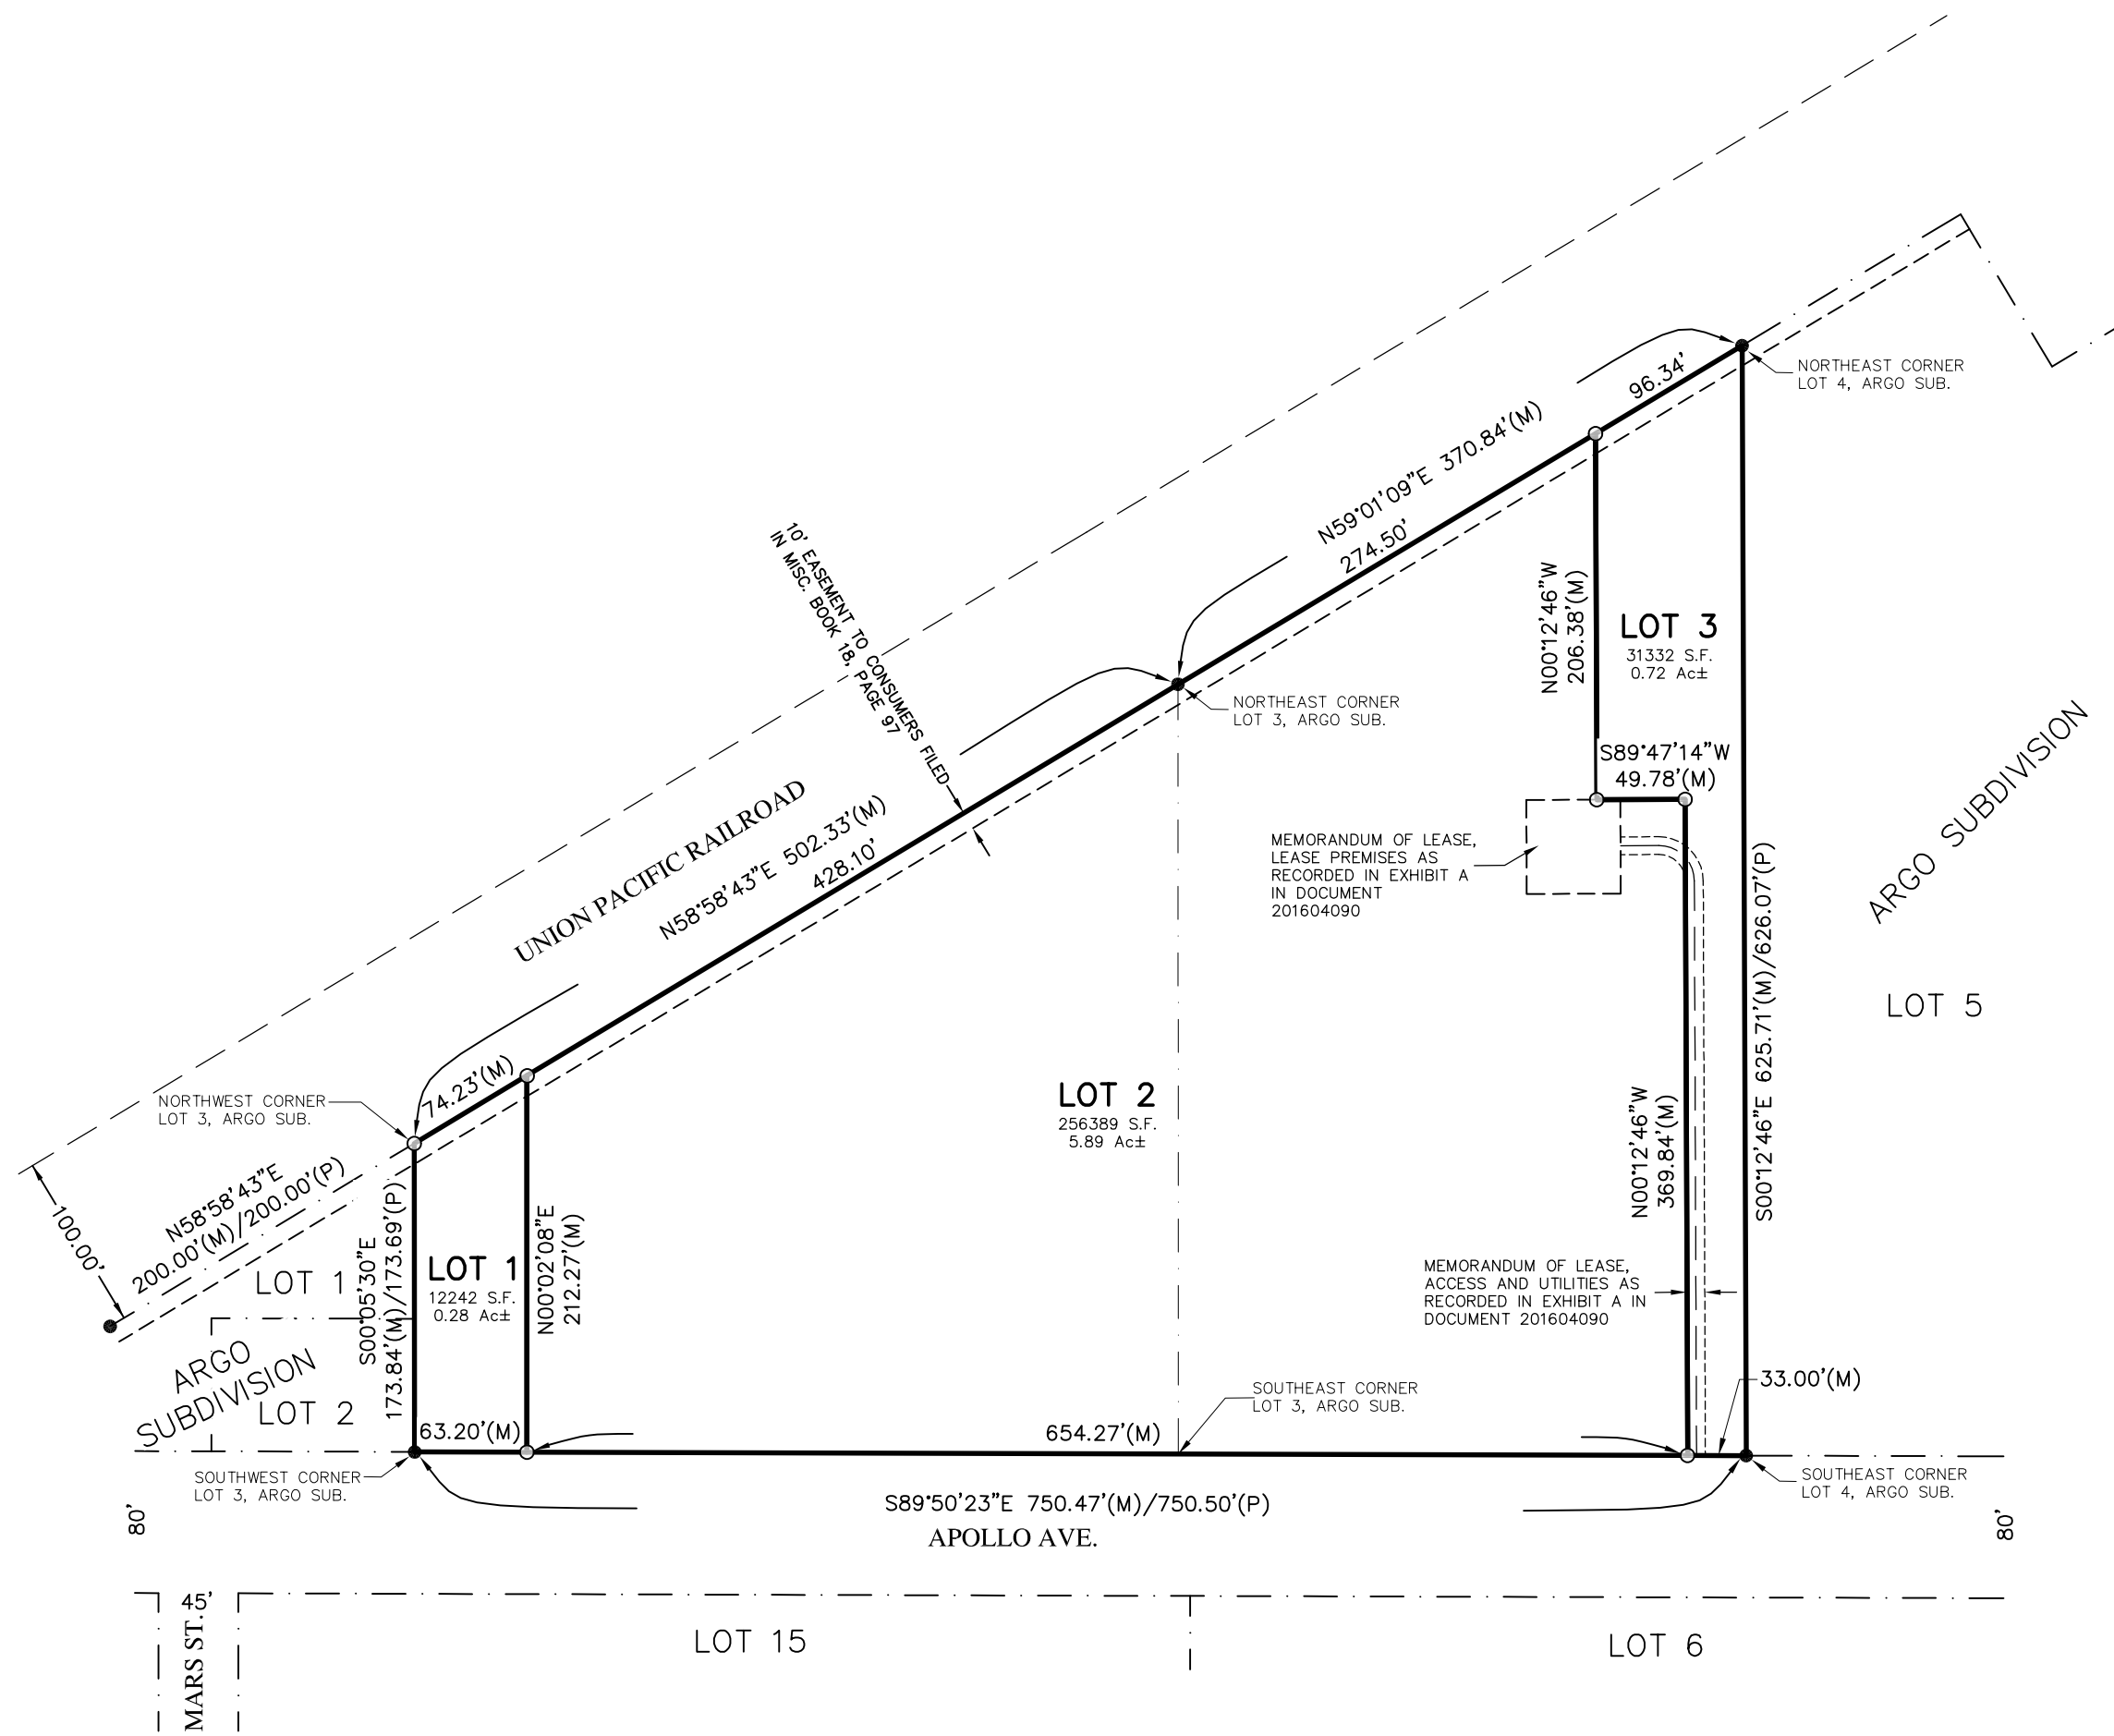 NORTHEAST CORNER
LOT 4, ARGO SUB.
96.34'
N59°01'09"E 370.84'(M)
274.50'
10' EASEMENT TO CONSUMERS FILED
IN MISC. BOOK 18, PAGE 97
N00°12'46"W
206.38'(M)
LOT 3
31332 S.F.
0.72 Ac±
NORTHEAST CORNER
LOT 3, ARGO SUB.
S89°47'14"W
49.78'(M)
ARGO SUBDIVISION
UNION PACIFIC RAILROAD
N58°58'43"E 502.33'(M)
428.10'
MEMORANDUM OF LEASE,
LEASE PREMISES AS
RECORDED IN EXHIBIT A
IN DOCUMENT
201604090
S00°12'46"E 625.71'(M)/626.07'(P)
LOT 5
74.23'(M)
NORTHWEST CORNER
LOT 3, ARGO SUB.
LOT 2
256389 S.F.
5.89 Ac±
N00°12'46"W
369.84'(M)
100.00'
N58°58'43"E
200.00'(M)/200.00'(P)
LOT 1
S00°05'30"E
173.84'(M)/173.69'(P)
LOT 1
12242 S.F.
0.28 Ac±
N00°02'08"E
212.27'(M)
MEMORANDUM OF LEASE,
ACCESS AND UTILITIES AS
RECORDED IN EXHIBIT A IN
DOCUMENT 201604090
ARGO
SUBDIVISION
LOT 2
33.00'(M)
SOUTHEAST CORNER
LOT 3, ARGO SUB.
63.20'(M)
654.27'(M)
SOUTHWEST CORNER
LOT 3, ARGO SUB.
SOUTHEAST CORNER
LOT 4, ARGO SUB.
80'
S89°50'23"E 750.47'(M)/750.50'(P)
APOLLO AVE.
80'
45'
MARS ST.
LOT 15
LOT 6